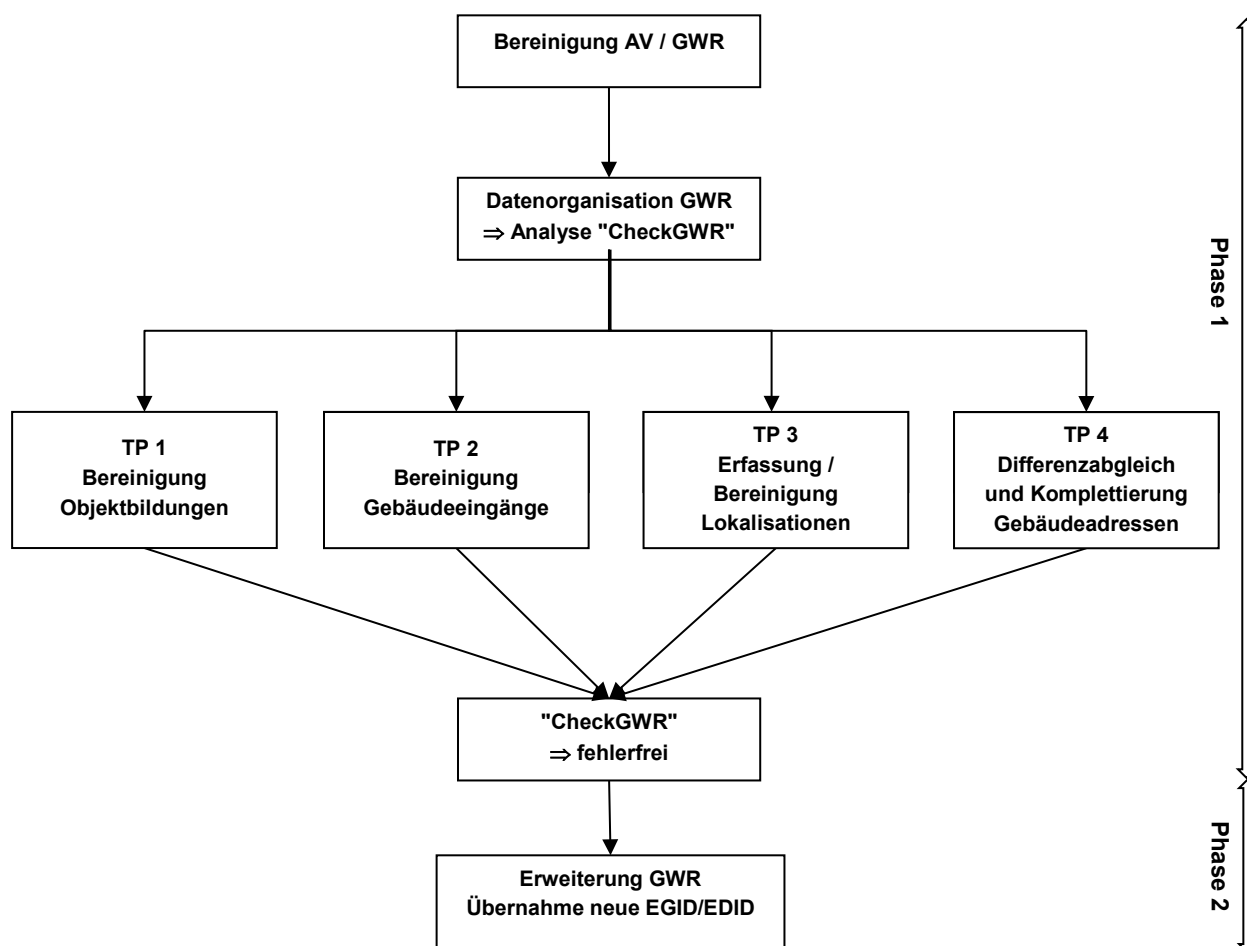 Bereinigung AV / GWR
Datenorganisation GWR
⇒ Analyse "CheckGWR"
Phase 1
TP 1
Bereinigung
Objektbildungen
TP 2
Bereinigung
Gebäudeeingänge
TP 3
Erfassung /
Bereinigung
Lokalisationen
TP 4
Differenzabgleich
und Komplettierung
Gebäudeadressen
"CheckGWR"
⇒ fehlerfrei
Phase 2
Erweiterung GWR
Übernahme neue EGID/EDID